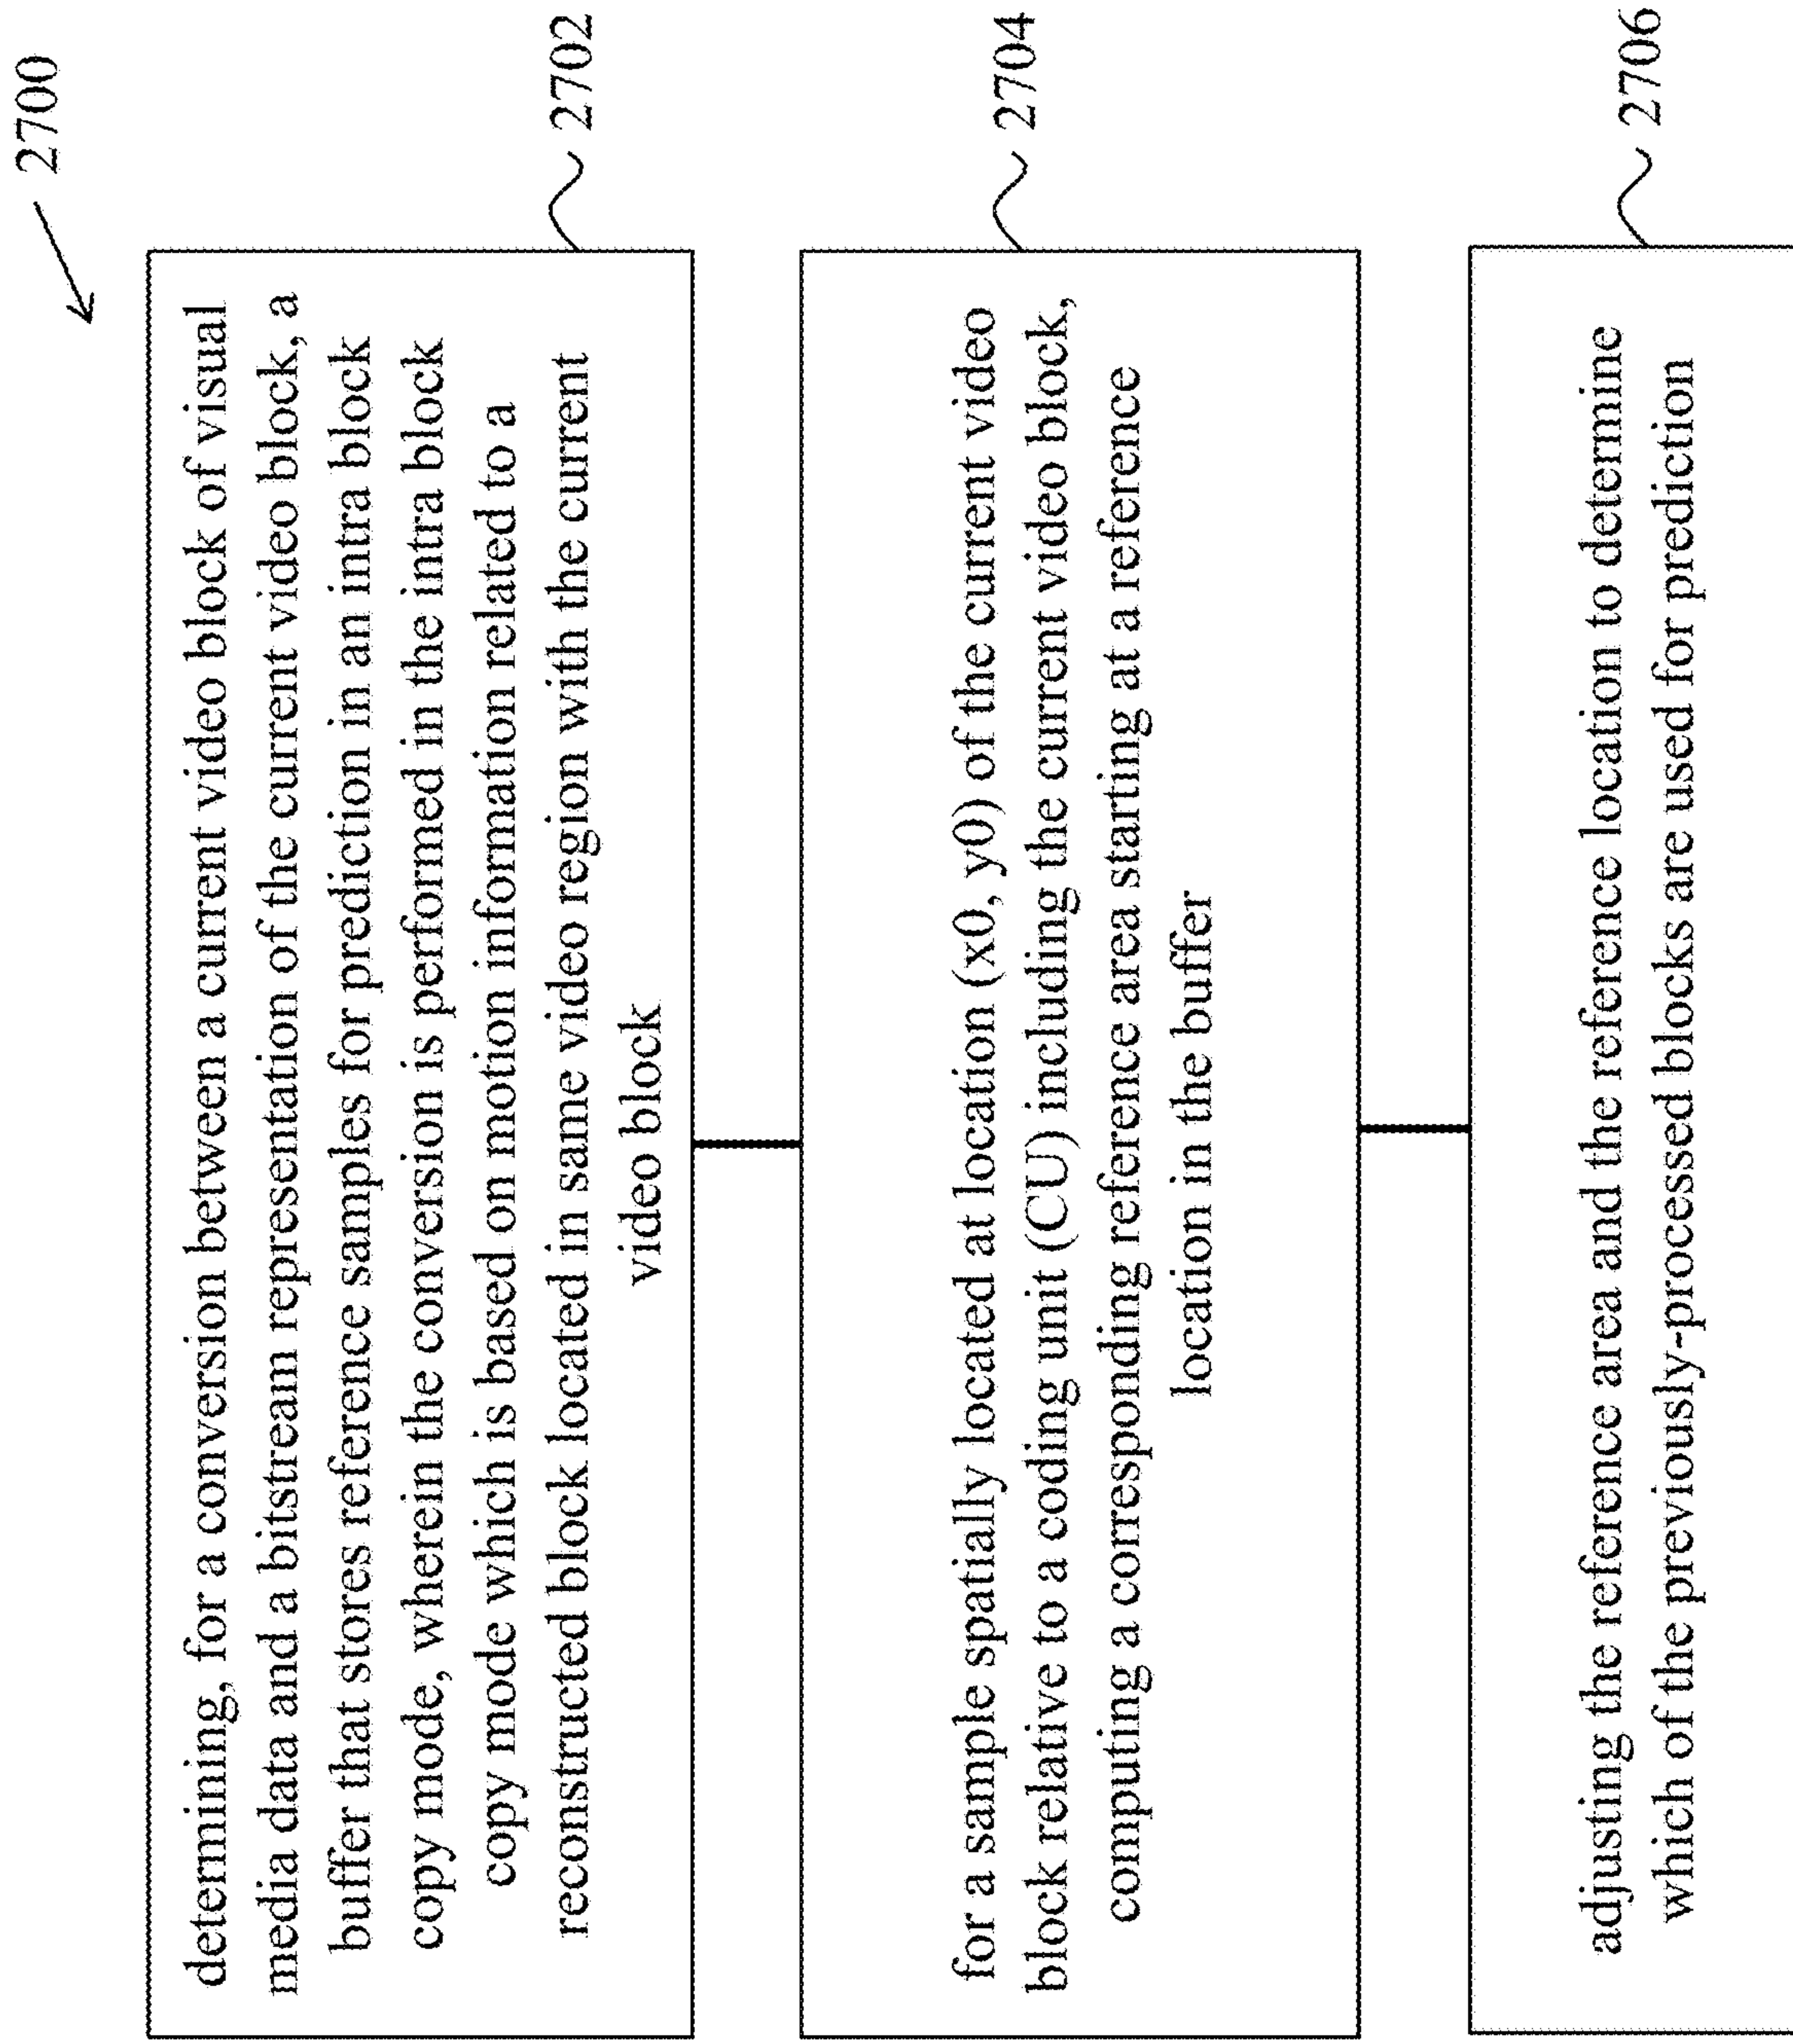 2700
determining, for a conversion between a current video block of visual
media data and a bitstream representation of the current video block, a
buffer that stores reference samples for prediction in an intra block
copy mode, wherein the conversion is performed in the intra block
copy mode which is based on motion information related to a
reconstructed block located in same video region with the current
video block
2702
for a sample spatially located at location (x0, y0) of the current video
block relative to a coding unit (CU) including the current video block,
computing a corresponding reference area starting at a reference
location in the buffer
2704
adjusting the reference area and the reference location to determine
which of the previously-processed blocks are used for prediction
2706